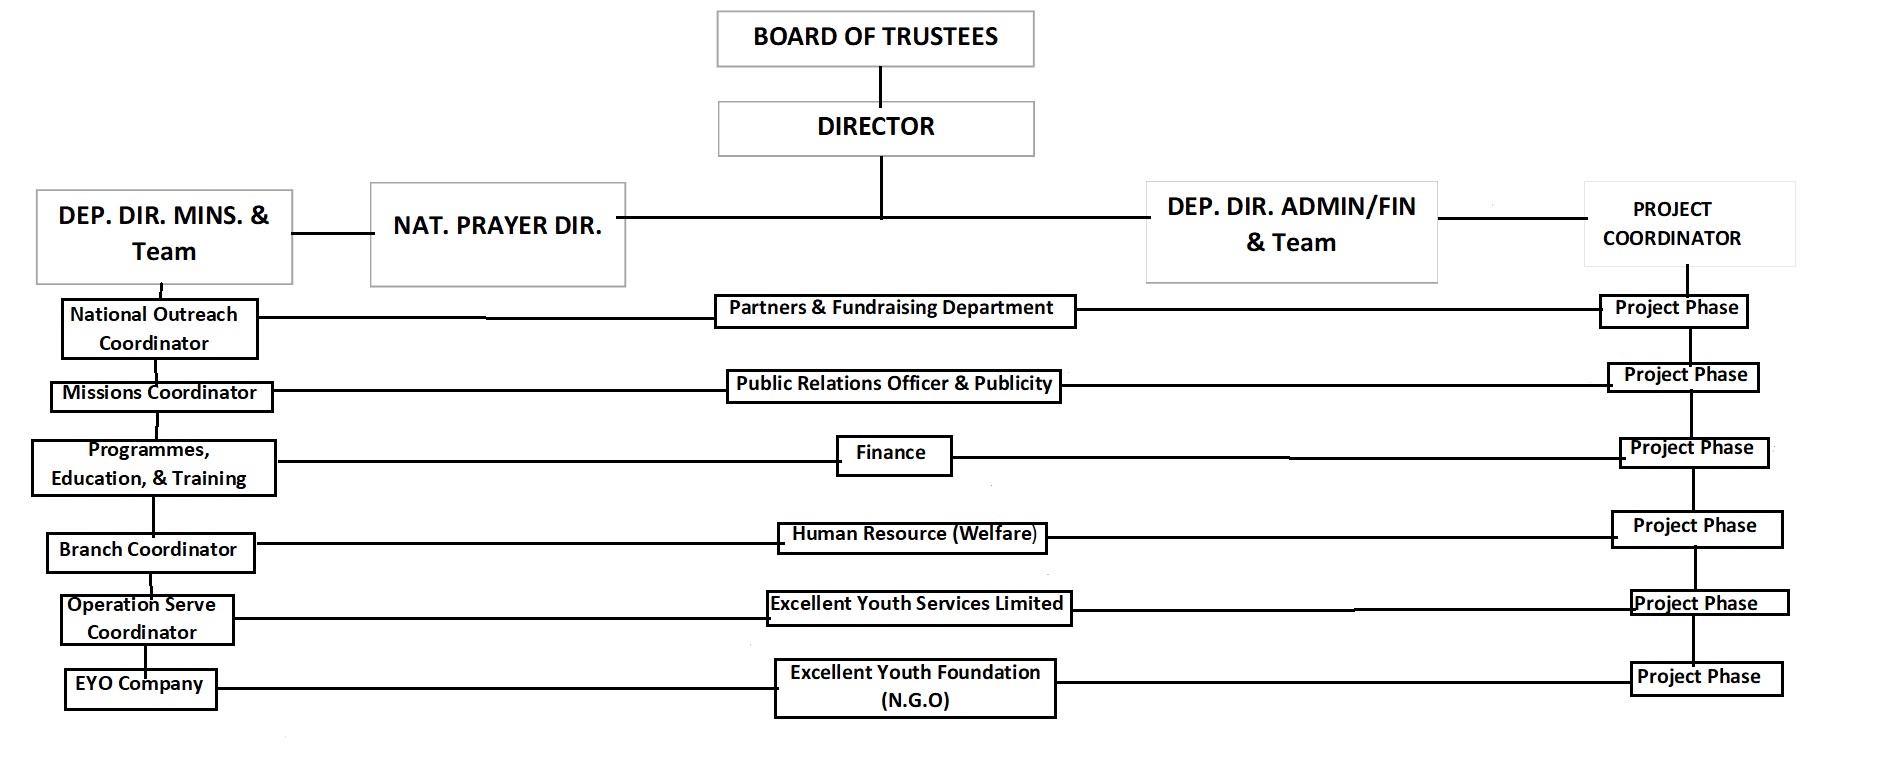 BOARD OF TRUSTEES
DIRECTOR
DEP. DIR. MINS. &
Team
NAT. PRAYER DIR.
DEP. DIR. ADMIN/FIN
& Team
PROJECT
COORDINATOR
National Outreach
Coordinator
Partners & Fundraising Department
Project Phase
Missions Coordinator
Public Relations Officer & Publicity
Project Phase
Programmes,
Education, & Training
Finance
Project Phase
Branch Coordinator
Human Resource (Welfare)
Project Phase
Operation Serve
Coordinator
Excellent Youth Services Limited
Project Phase
EYO Company
Excellent Youth Foundation
(N.G.O)
Project Phase